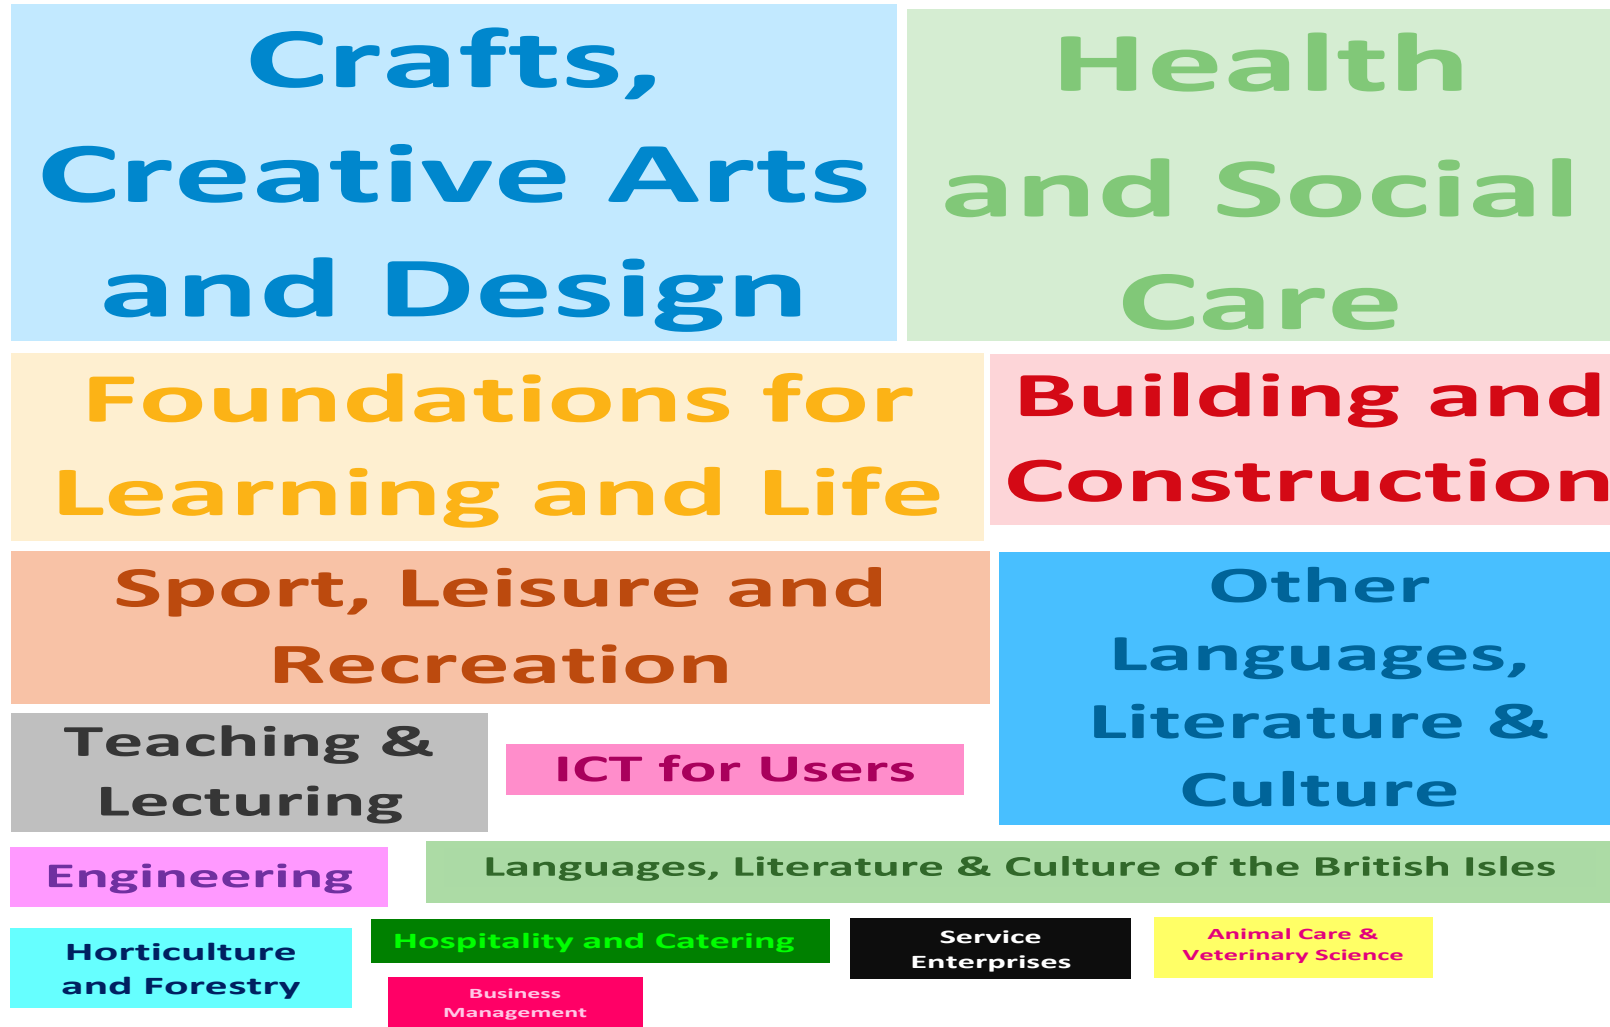 Crafts,
Creative Arts
and Design
Health
and Social
Care
Foundations for
Learning and Life
Building and
Construction
Sport, Leisure and
Recreation
Other
Languages,
Literature &
Culture
Teaching &
Lecturing
ICT for Users
Engineering
Languages, Literature & Culture of the British Isles
Horticulture
and Forestry
Hospitality and Catering
Service
Enterprises
Animal Care &
Veterinary Science
Business
Management